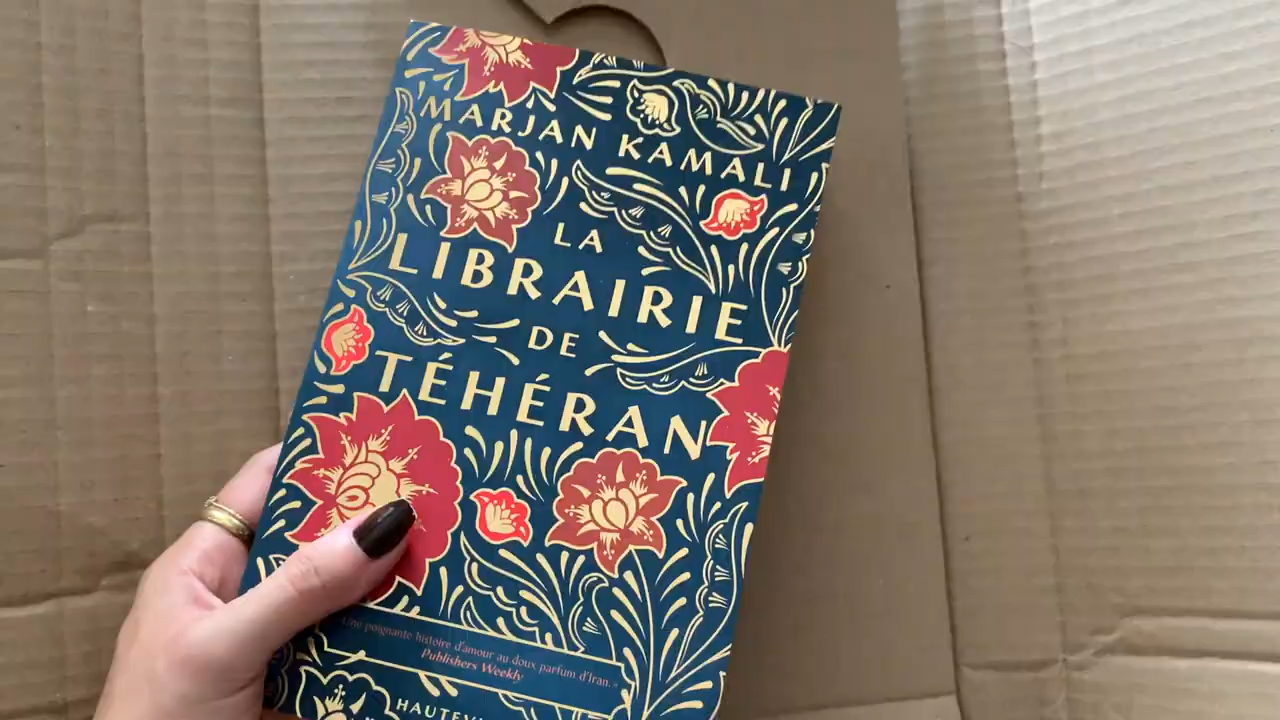 MARJAN KAMALI
LA
LIBRAIRIE
DE
TÉHÉRAN
Une poignante histoire d'amour au doux parfum d'Iran. »
Publishers Weekly